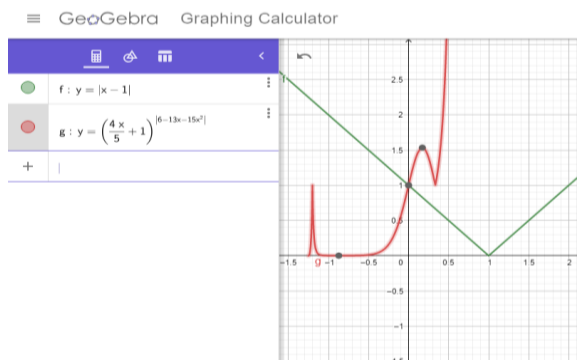 GeoGebra Graphing Calculator
f : y = |x − 1|
g : y = (4 x/5 + 1)^|6−13x−15x²|
+
f
2.5
2
1.5
1
0.5
−1.5 g −1 −0.5 0 0.5 1 1.5 2
−0.5
−1